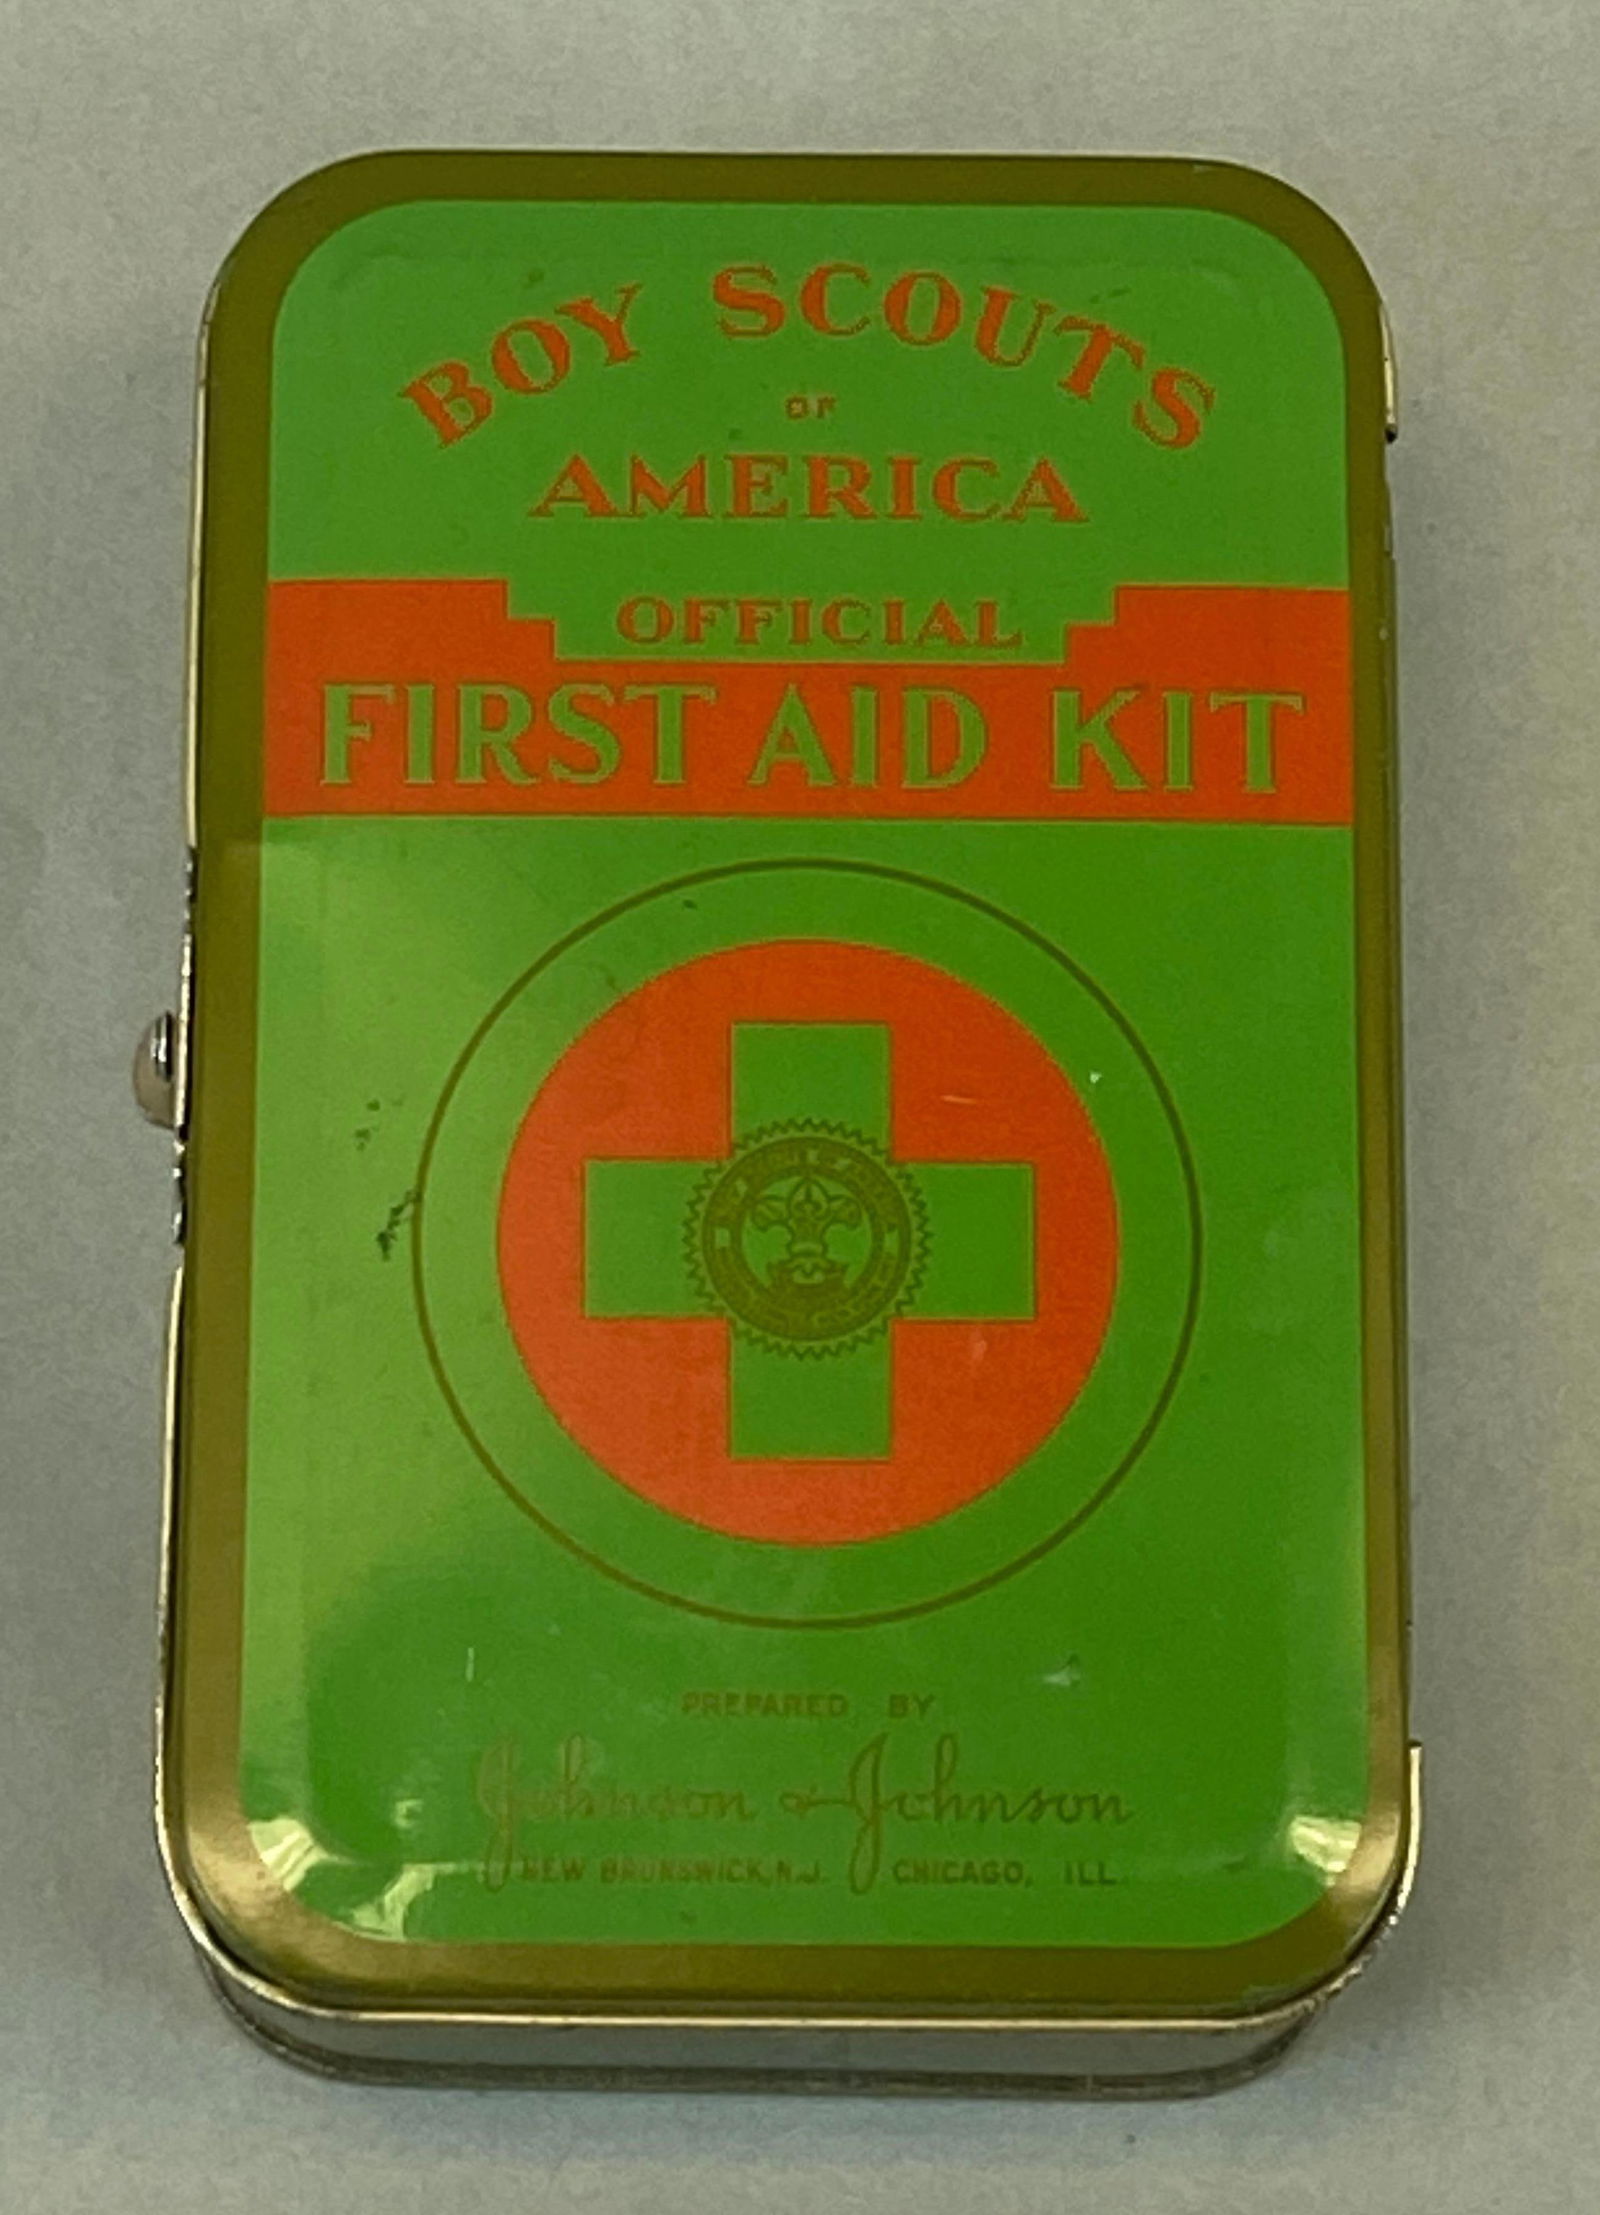 BOY SCOUTS
OF
AMERICA
OFFICIAL
FIRST AID KIT
PREPARED BY
Johnson & Johnson
NEW BRUNSWICK, N.J. CHICAGO, ILL.